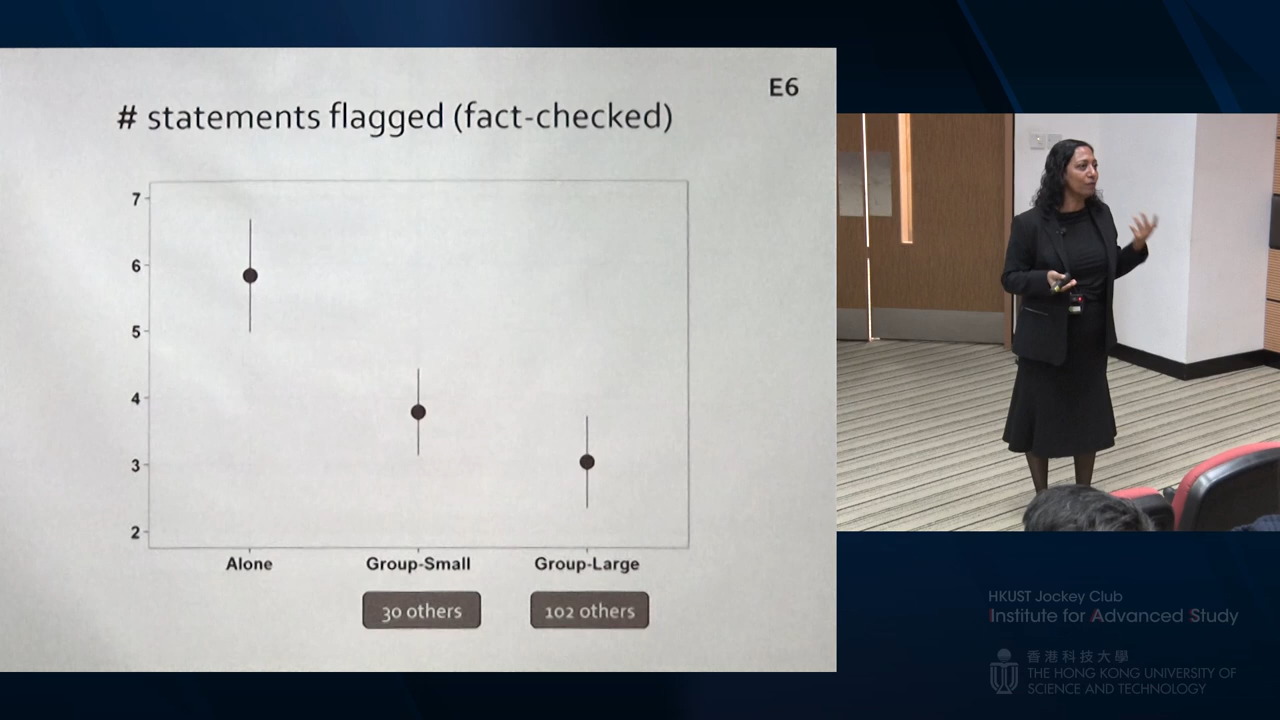 E6
# statements flagged (fact-checked)
7
6
5
4
3
2
Alone
Group-Small
Group-Large
30 others
102 others
HKUST Jockey Club
Institute for Advanced Study
香港科技大學
THE HONG KONG UNIVERSITY OF
SCIENCE AND TECHNOLOGY